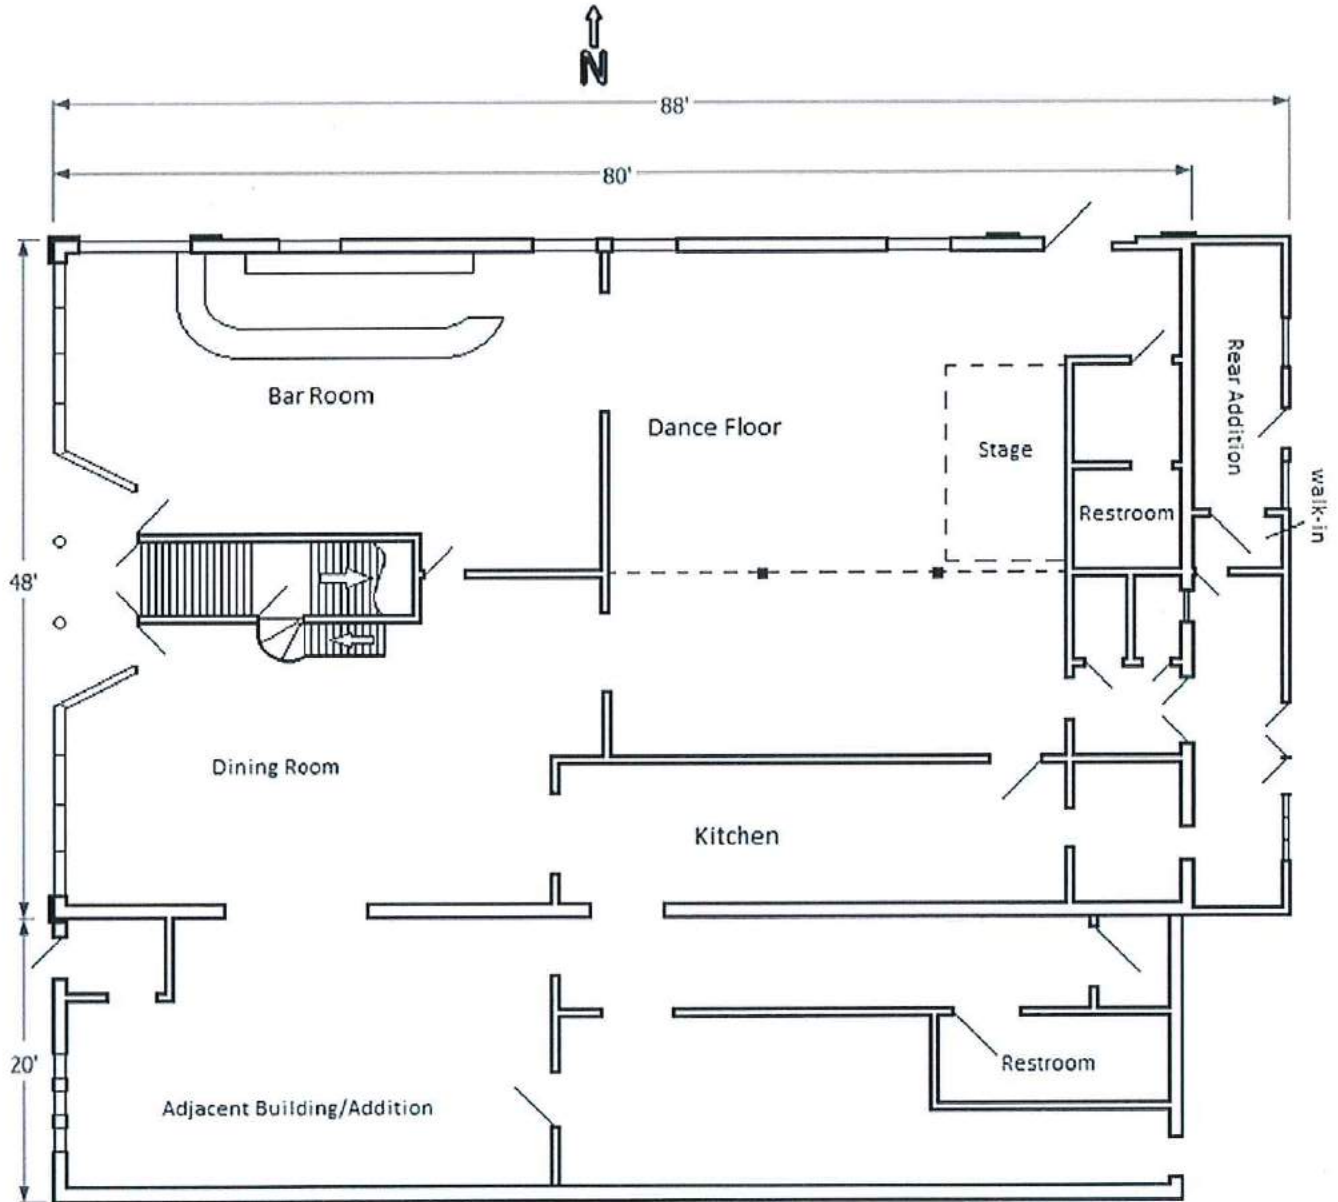 N
88'
80'
Bar Room
Dance Floor
Stage
Rear Addition
walk-in
Restroom
48'
Dining Room
Kitchen
20'
Restroom
Adjacent Building/Addition